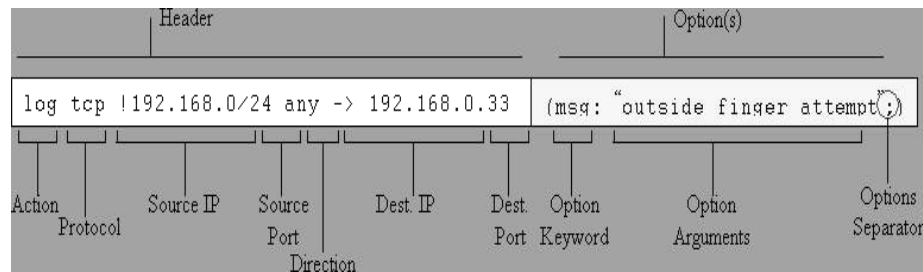 Header Option(s)
log tcp !192.168.0/24 any -> 192.168.0.33 (msg: "outside finger attempt";)
Action Protocol Source IP Source Port Direction Dest. IP Dest. Port Option Keyword Option Arguments Options Separator